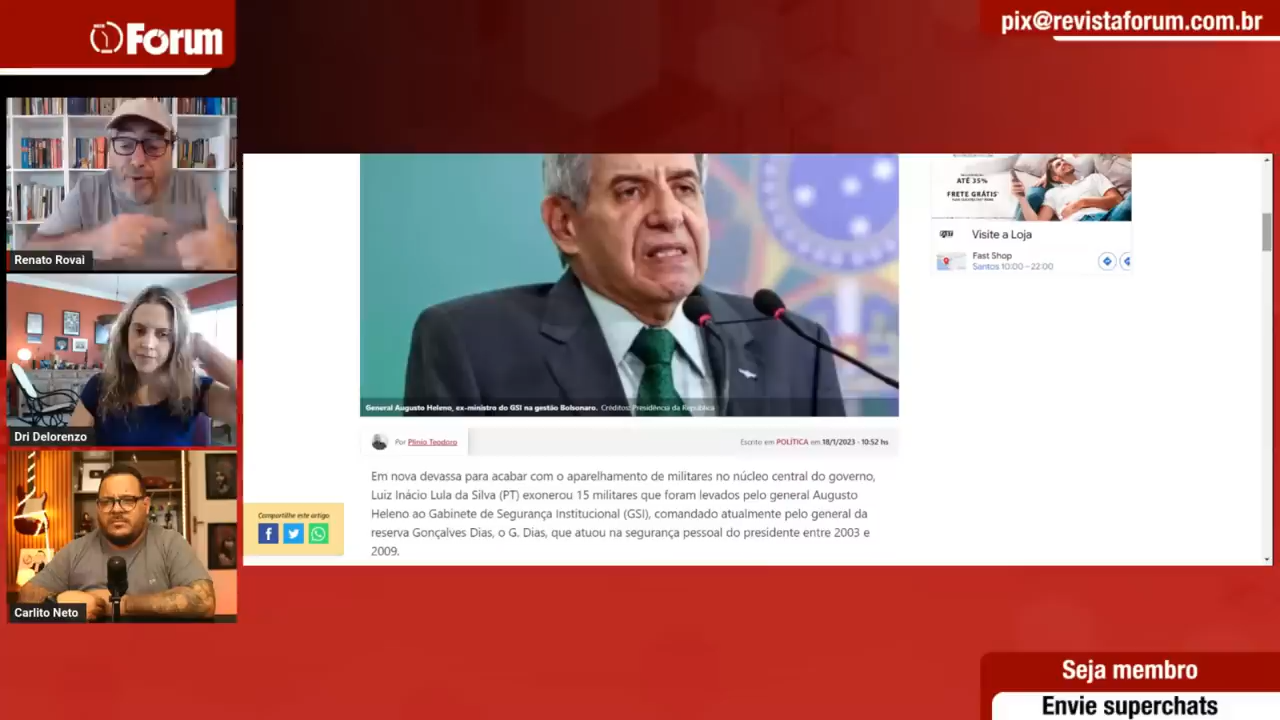 Forum
pix@revistaforum.com.br
Renato Rovai
Dri Delorenzo
Carlito Neto
ATÉ 35%
FRETE GRÁTIS*
Visite a Loja
Fast Shop
Santos 10:00 – 22:00
General Augusto Heleno, ex-ministro do GSI na gestão Bolsonaro. Créditos: Presidência da República
Por Plinio Teodoro
Escrito em POLÍTICA em 18/1/2023 · 10:52 hs
Em nova devassa para acabar com o aparelhamento de militares no núcleo central do governo,
Luiz Inácio Lula da Silva (PT) exonerou 15 militares que foram levados pelo general Augusto
Heleno ao Gabinete de Segurança Institucional (GSI), comandado atualmente pelo general da
reserva Gonçalves Dias, o G. Dias, que atuou na segurança pessoal do presidente entre 2003 e
2009.
Compartilhe este artigo
Seja membro
Envie superchats